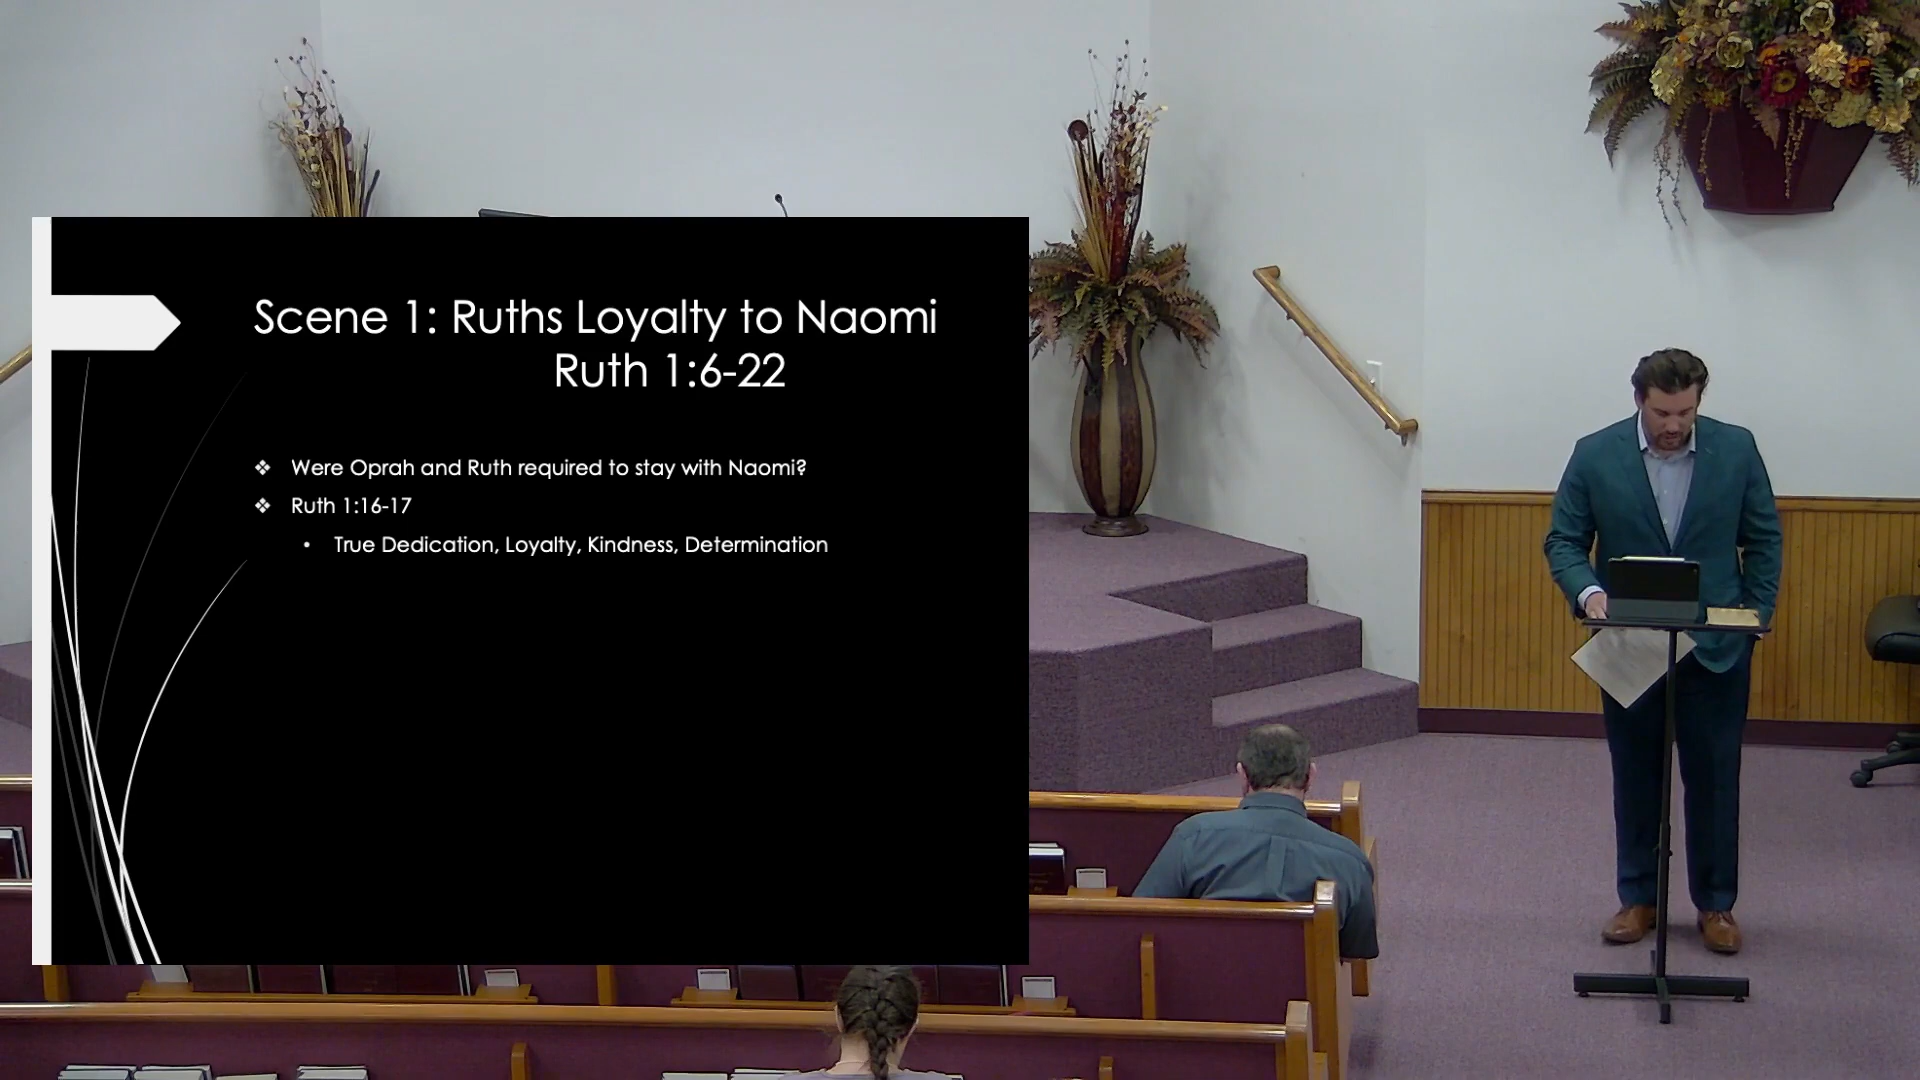 Scene 1: Ruths Loyalty to Naomi
Ruth 1:6-22
❖ Were Oprah and Ruth required to stay with Naomi?
❖ Ruth 1:16-17
• True Dedication, Loyalty, Kindness, Determination